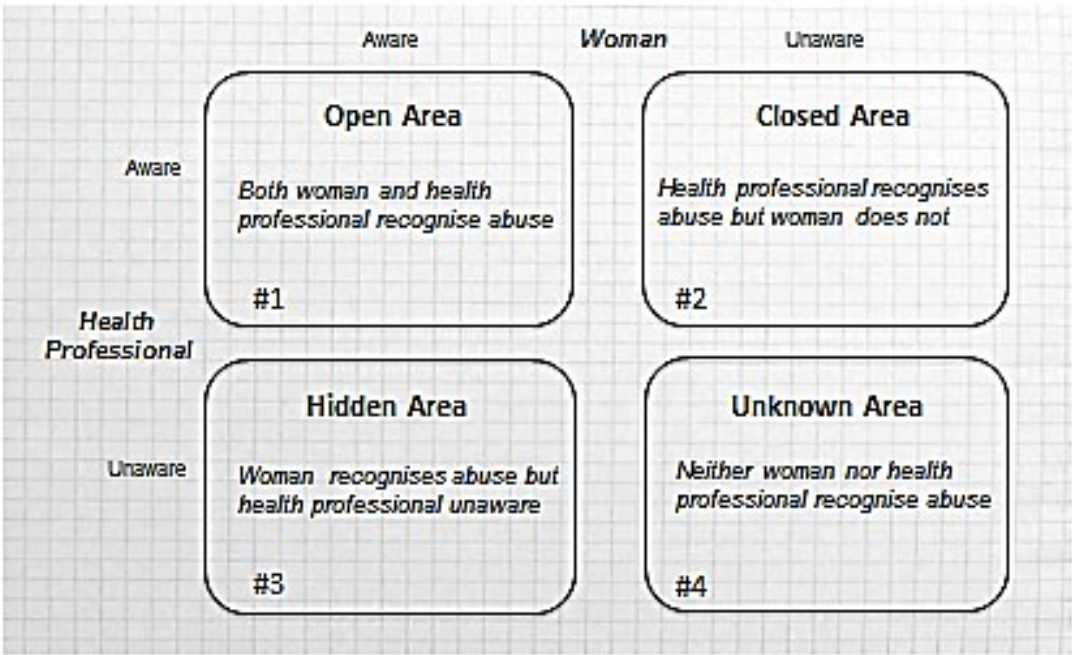 Aware Woman Unaware
Open Area
Closed Area
Aware
Both woman and health
professional recognise abuse
Health professional recognises
abuse but woman does not
#1
#2
Health
Professional
Hidden Area
Unknown Area
Unaware
Woman recognises abuse but
health professional unaware
Neither woman nor health
professional recognise abuse
#3
#4